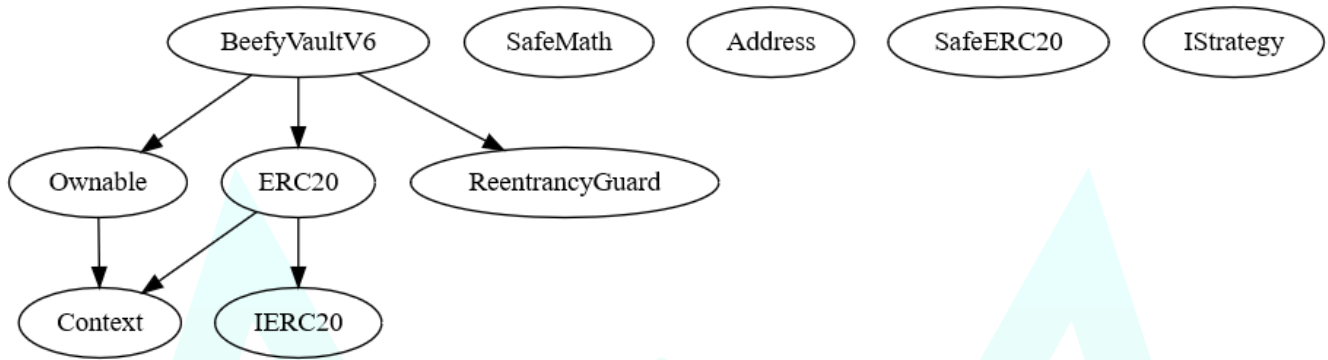 BeefyVaultV6 SafeMath Address SafeERC20 IStrategy
Ownable ERC20 ReentrancyGuard
Context IERC20